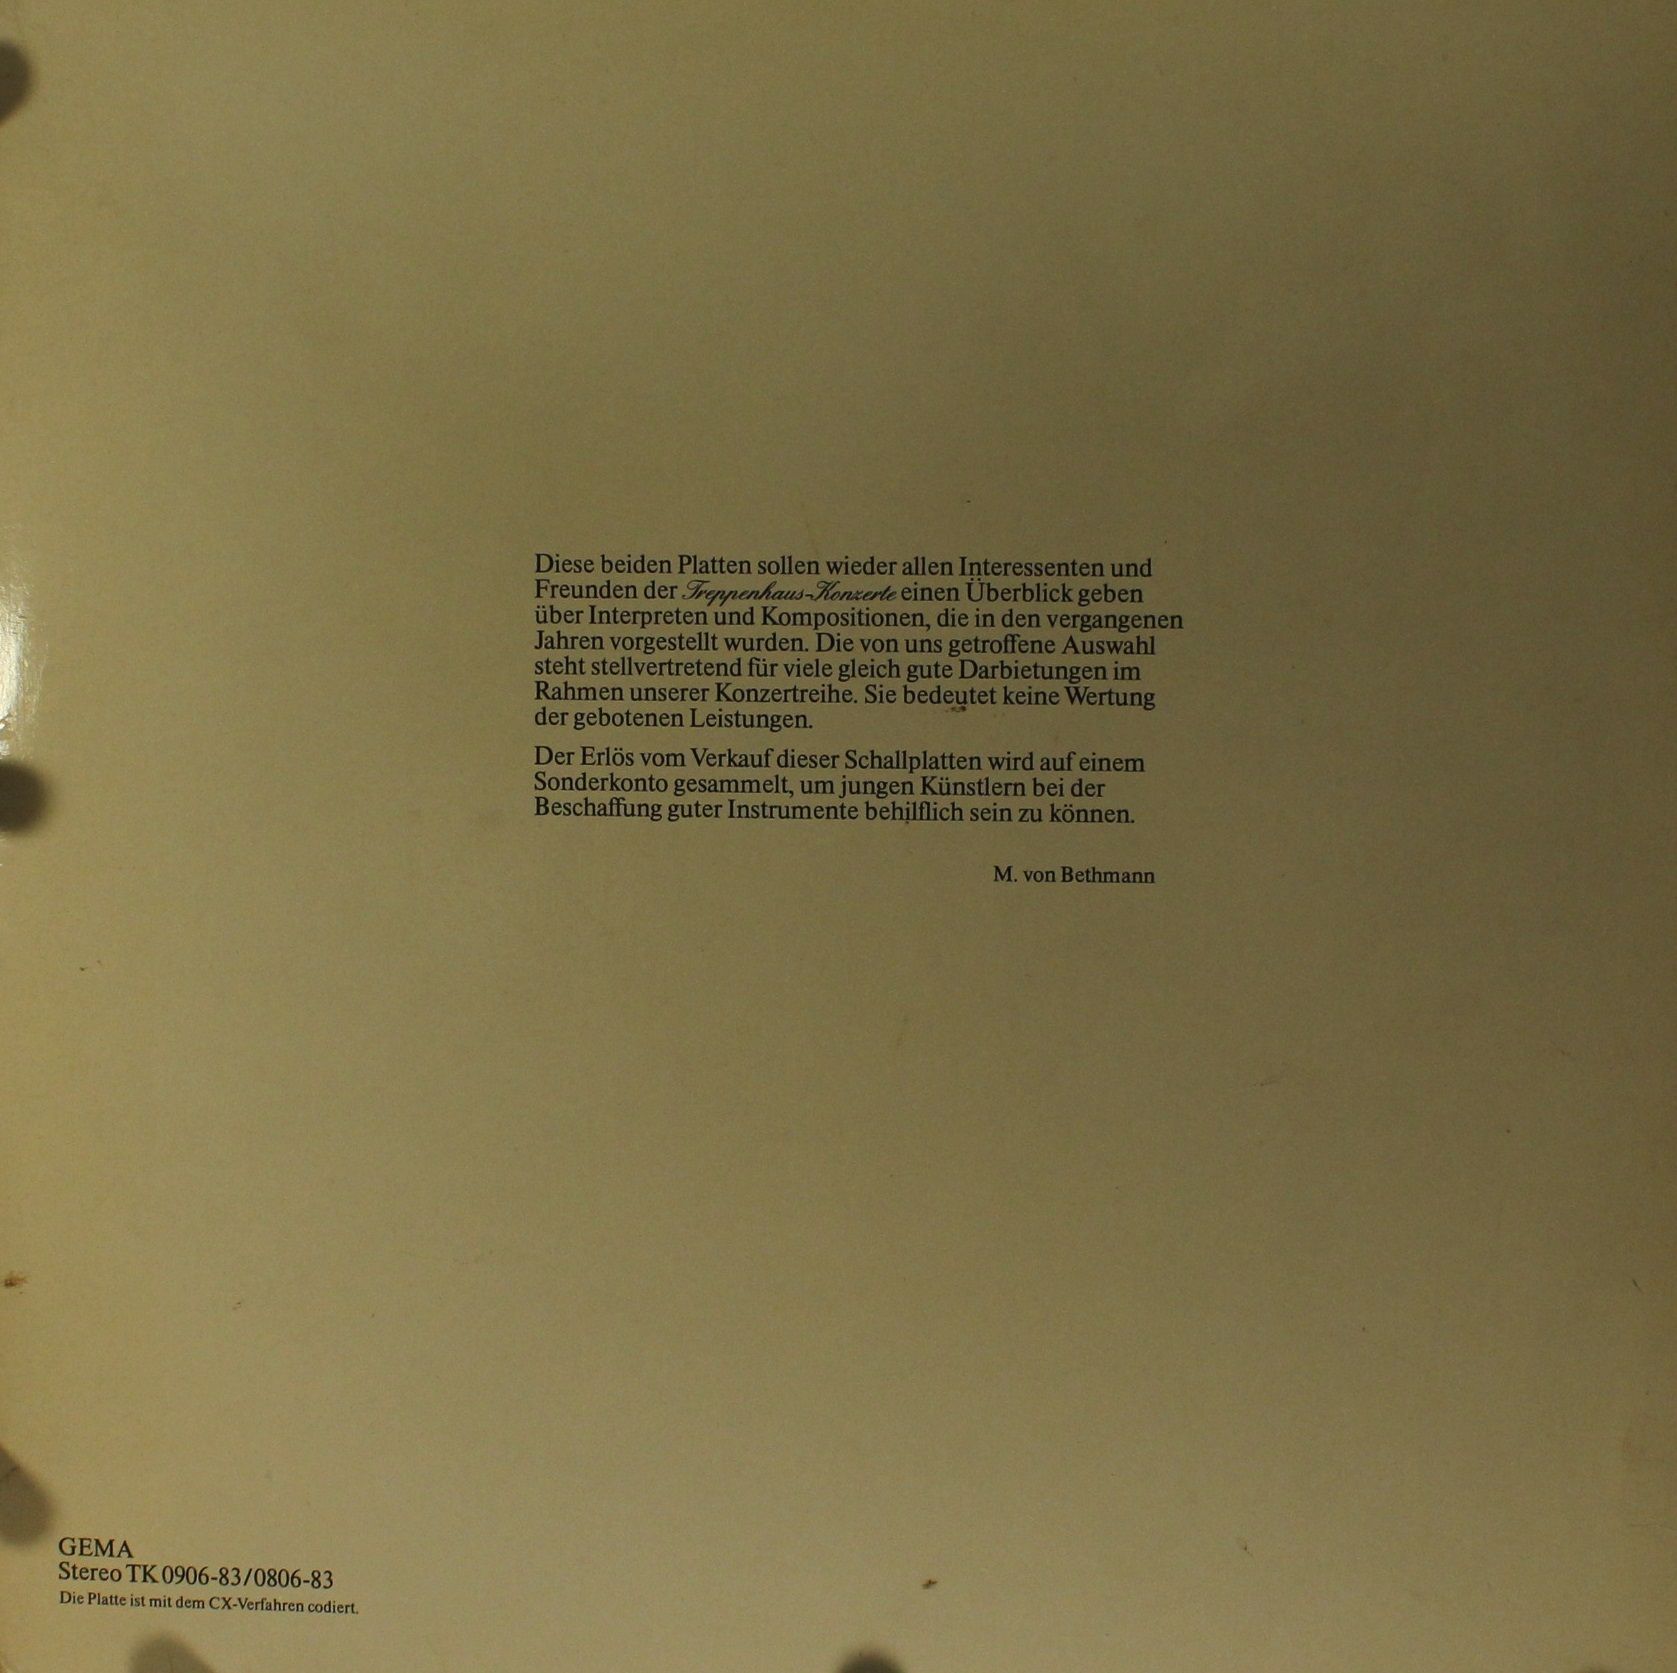 Diese beiden Platten sollen wieder allen Interessenten und
Freunden der Treppenhaus-Konzerte einen Überblick geben
über Interpreten und Kompositionen, die in den vergangenen
Jahren vorgestellt wurden. Die von uns getroffene Auswahl
steht stellvertretend für viele gleich gute Darbietungen im
Rahmen unserer Konzertreihe. Sie bedeutet keine Wertung
der gebotenen Leistungen.
Der Erlös vom Verkauf dieser Schallplatten wird auf einem
Sonderkonto gesammelt, um jungen Künstlern bei der
Beschaffung guter Instrumente behilflich sein zu können.
M. von Bethmann
GEMA
Stereo TK 0906-83/0806-83
Die Platte ist mit dem CX-Verfahren codiert.